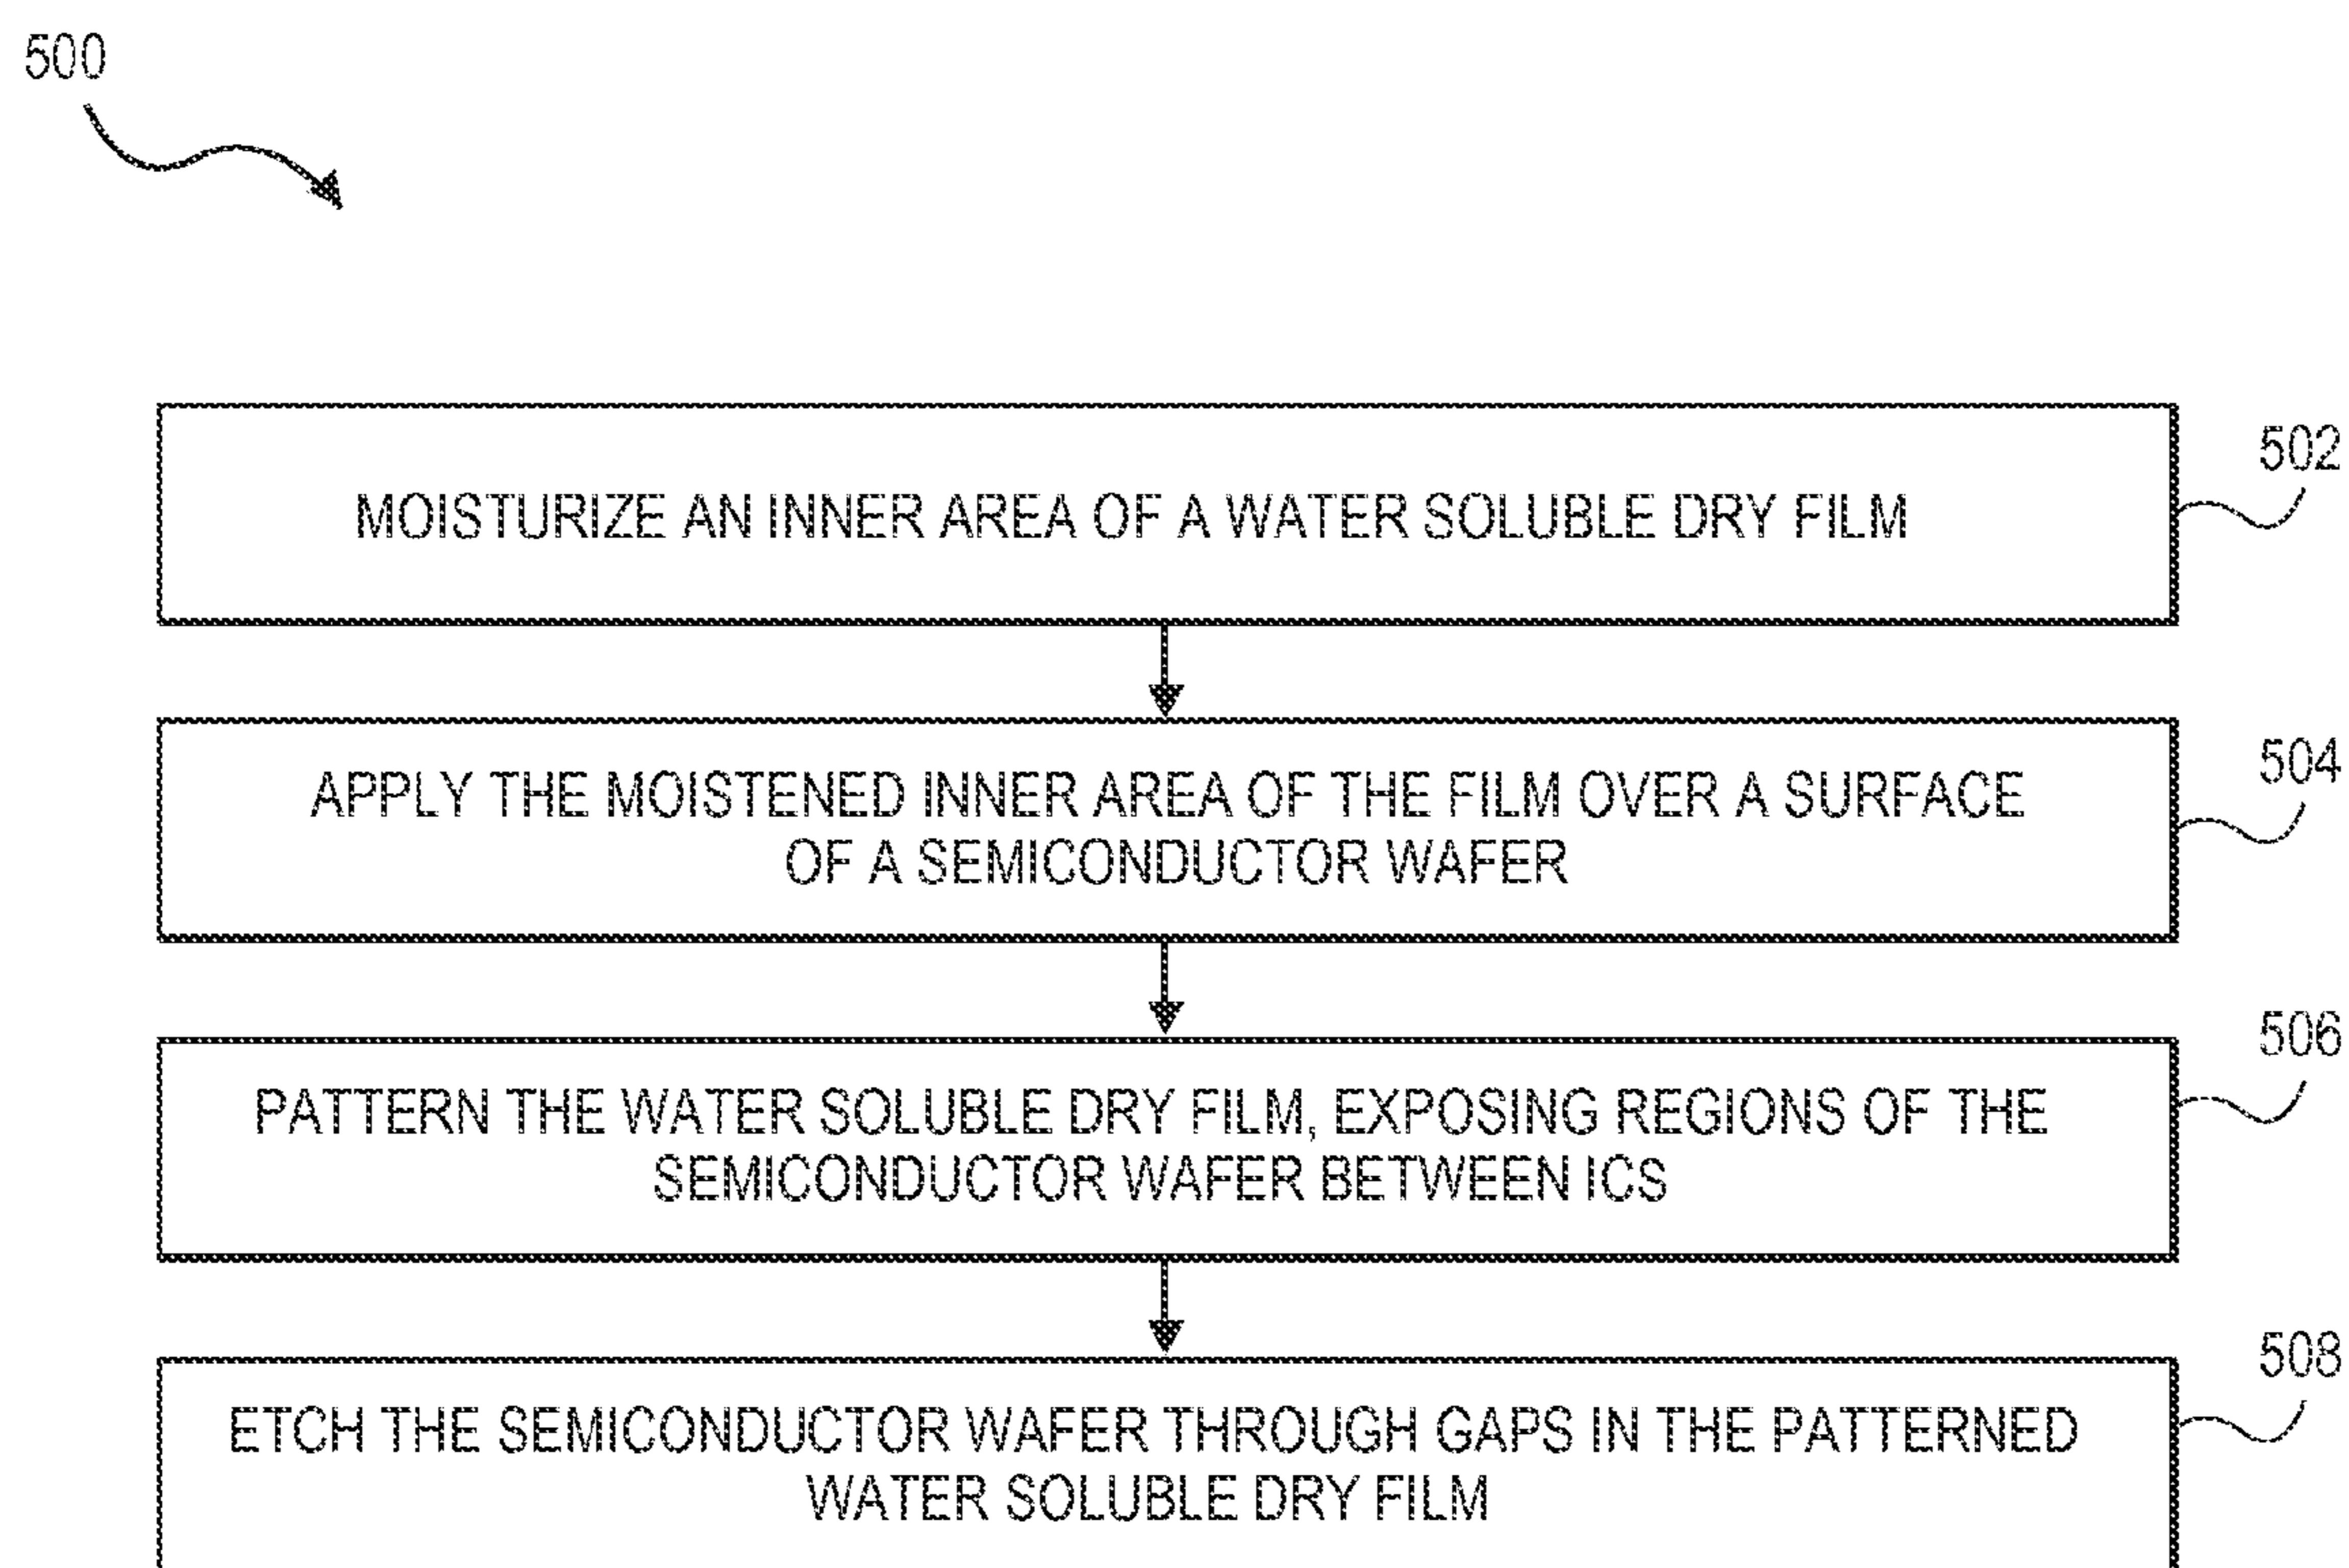 500
502
MOISTURIZE AN INNER AREA OF A WATER SOLUBLE DRY FILM
504
APPLY THE MOISTENED INNER AREA OF THE FILM OVER A SURFACE
OF A SEMICONDUCTOR WAFER
506
PATTERN THE WATER SOLUBLE DRY FILM, EXPOSING REGIONS OF THE
SEMICONDUCTOR WAFER BETWEEN ICS
508
ETCH THE SEMICONDUCTOR WAFER THROUGH GAPS IN THE PATTERNED
WATER SOLUBLE DRY FILM